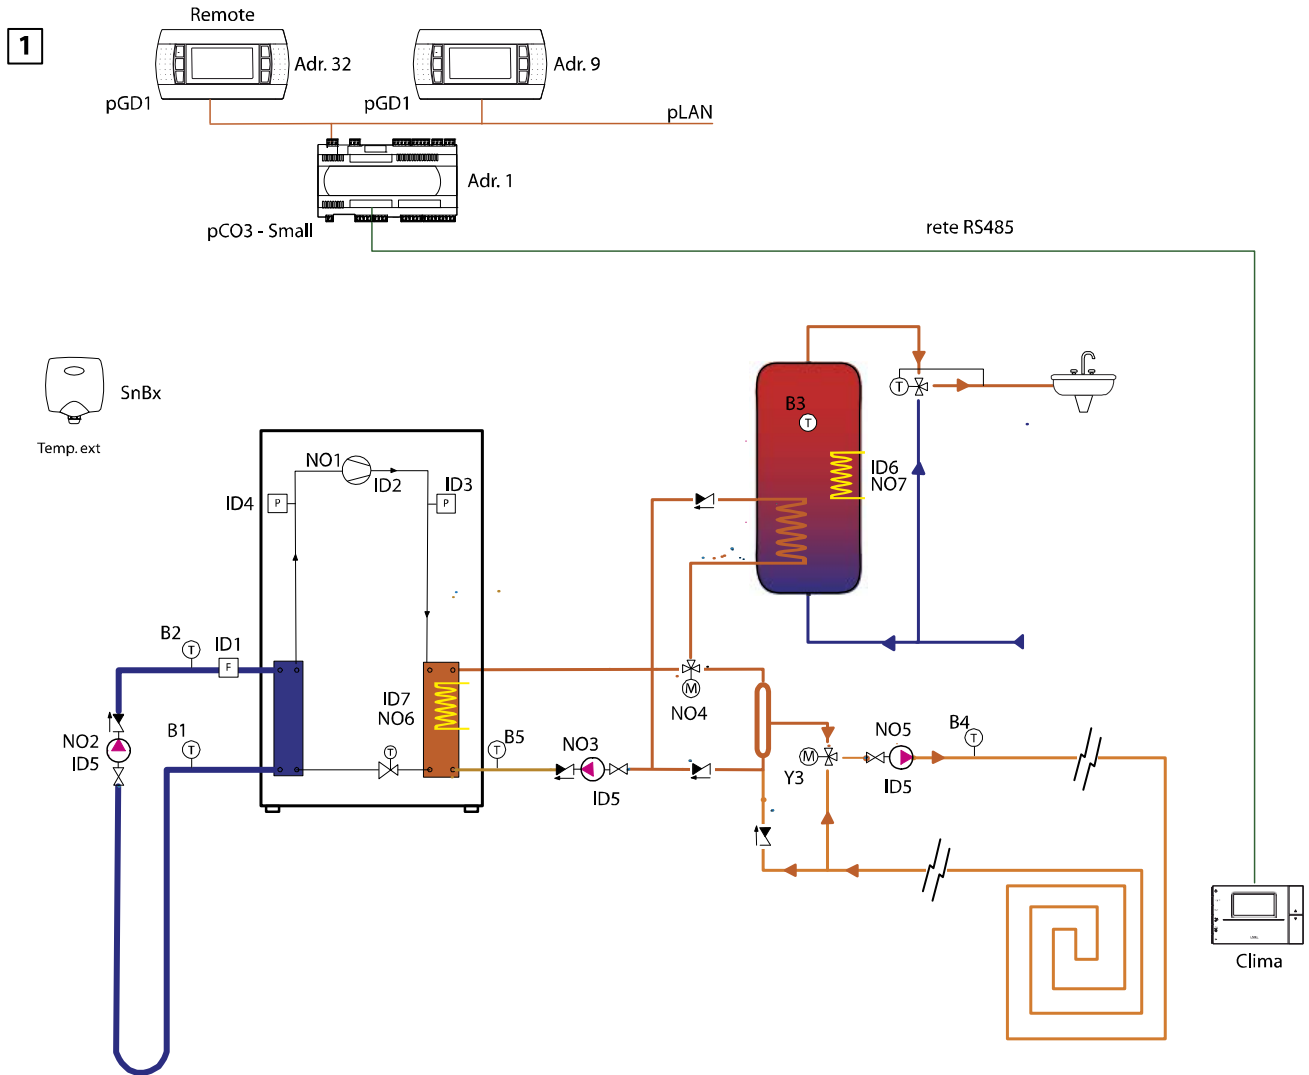 1
Remote
Adr. 32
Adr. 9
pGD1
pGD1
pLAN
Adr. 1
pCO3 - Small
rete RS485
SnBx
Temp. ext
B3
T
T
ID6
NO7
NO1
ID2
ID3
ID4
P
P
B2
T
ID1
F
ID7
NO6
M
NO4
B1
T
NO2
ID5
T
B5
T
NO3
ID5
M
Y3
NO5
ID5
B4
T
Clima